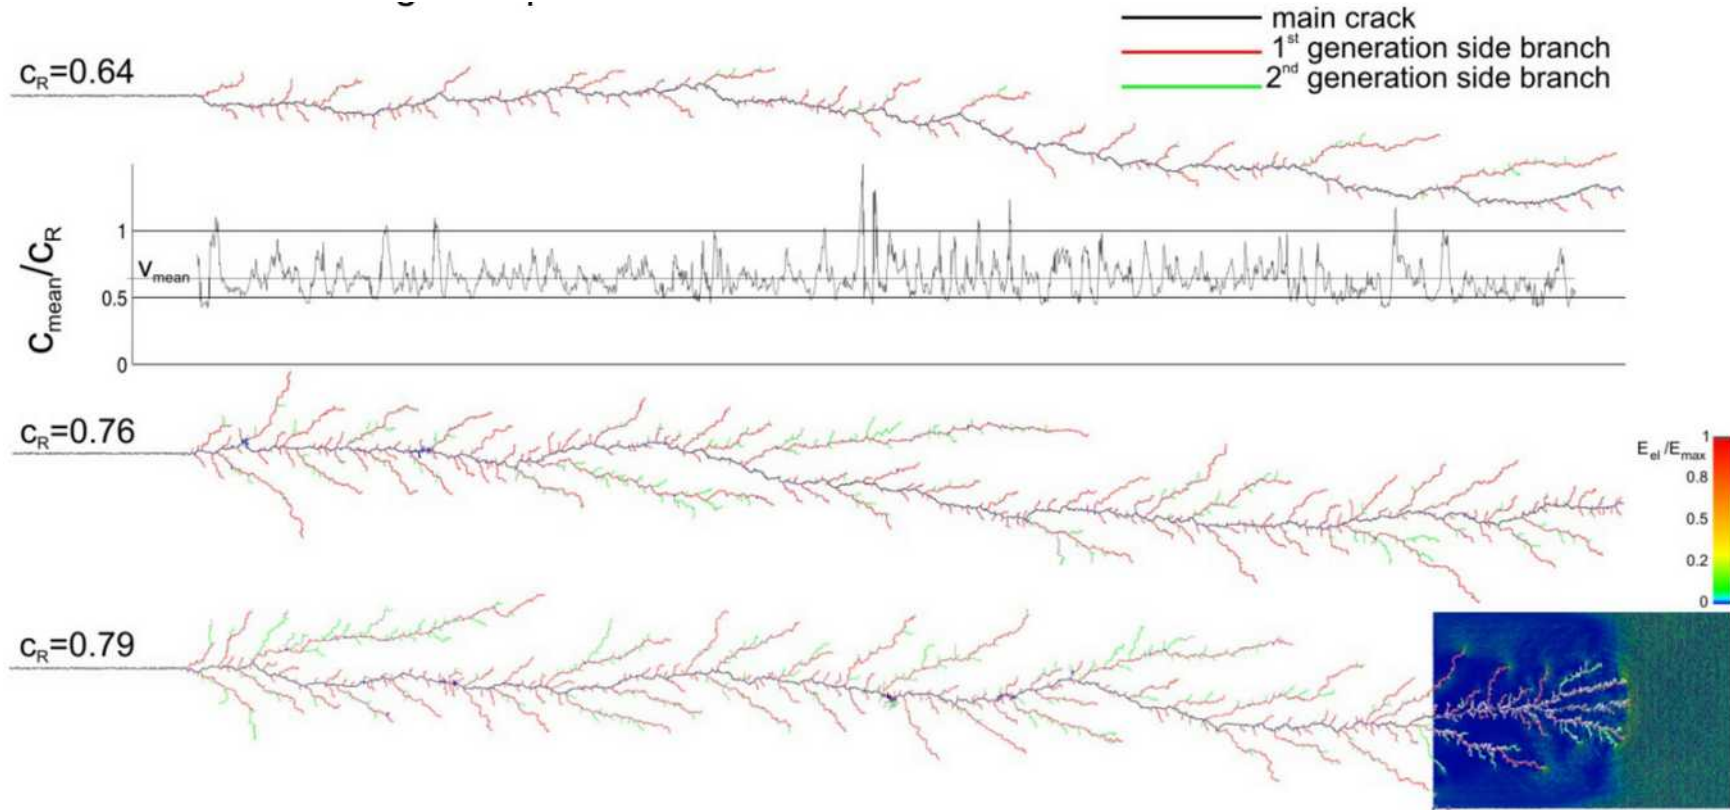 main crack
1st generation side branch
2nd generation side branch
cR=0.64
cmean/cR
1
vmean
0.5
0
cR=0.76
Eel/Emax
1
0.8
0.5
0.2
0
cR=0.79